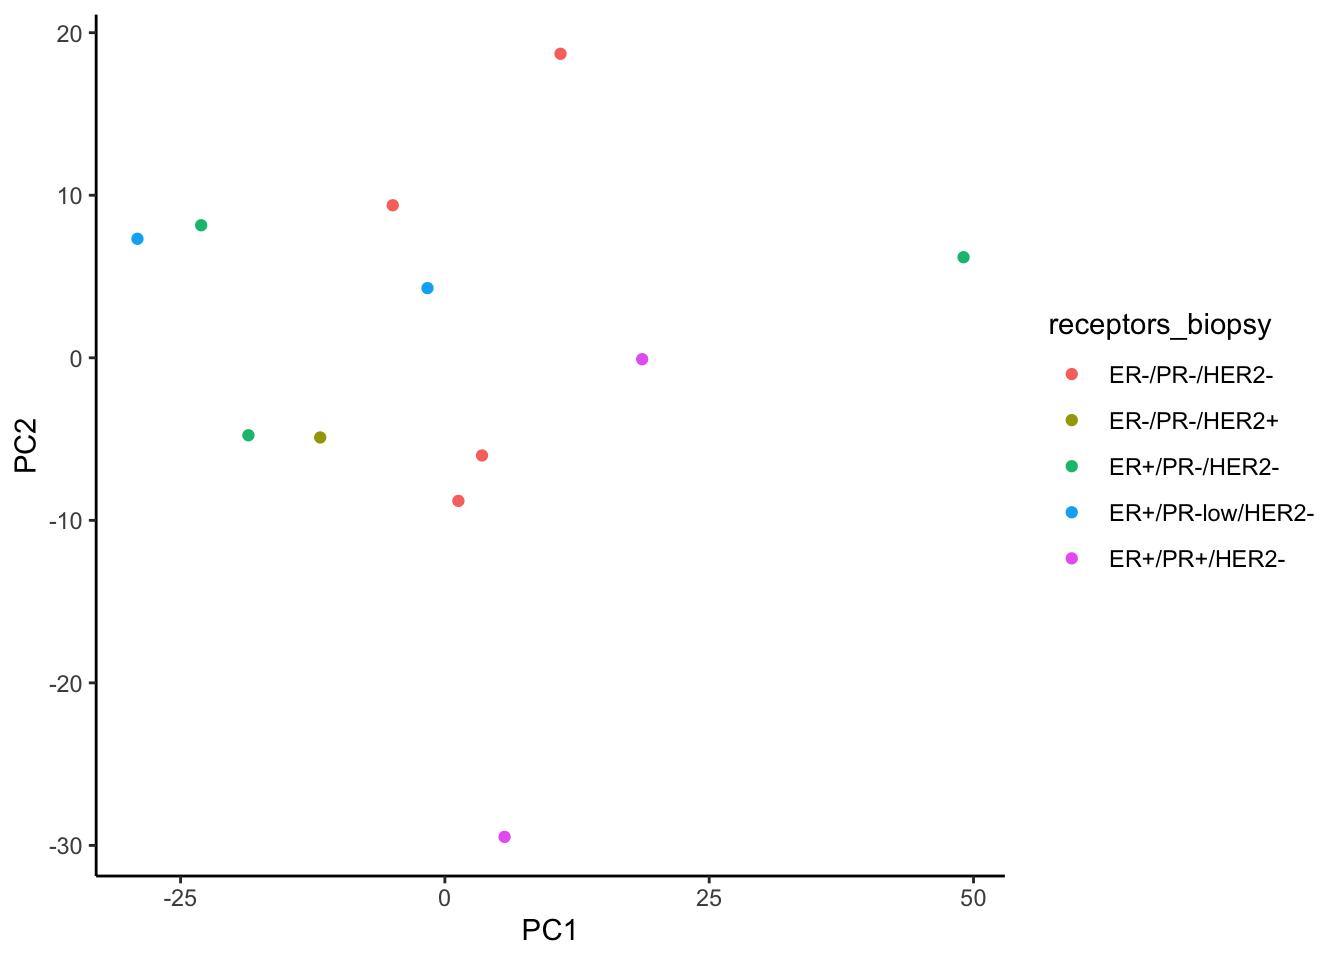 20
10
0
-10
-20
-30
PC2
-25
0
25
50
PC1
receptors_biopsy
ER-/PR-/HER2-
ER-/PR-/HER2+
ER+/PR-/HER2-
ER+/PR-low/HER2-
ER+/PR+/HER2-